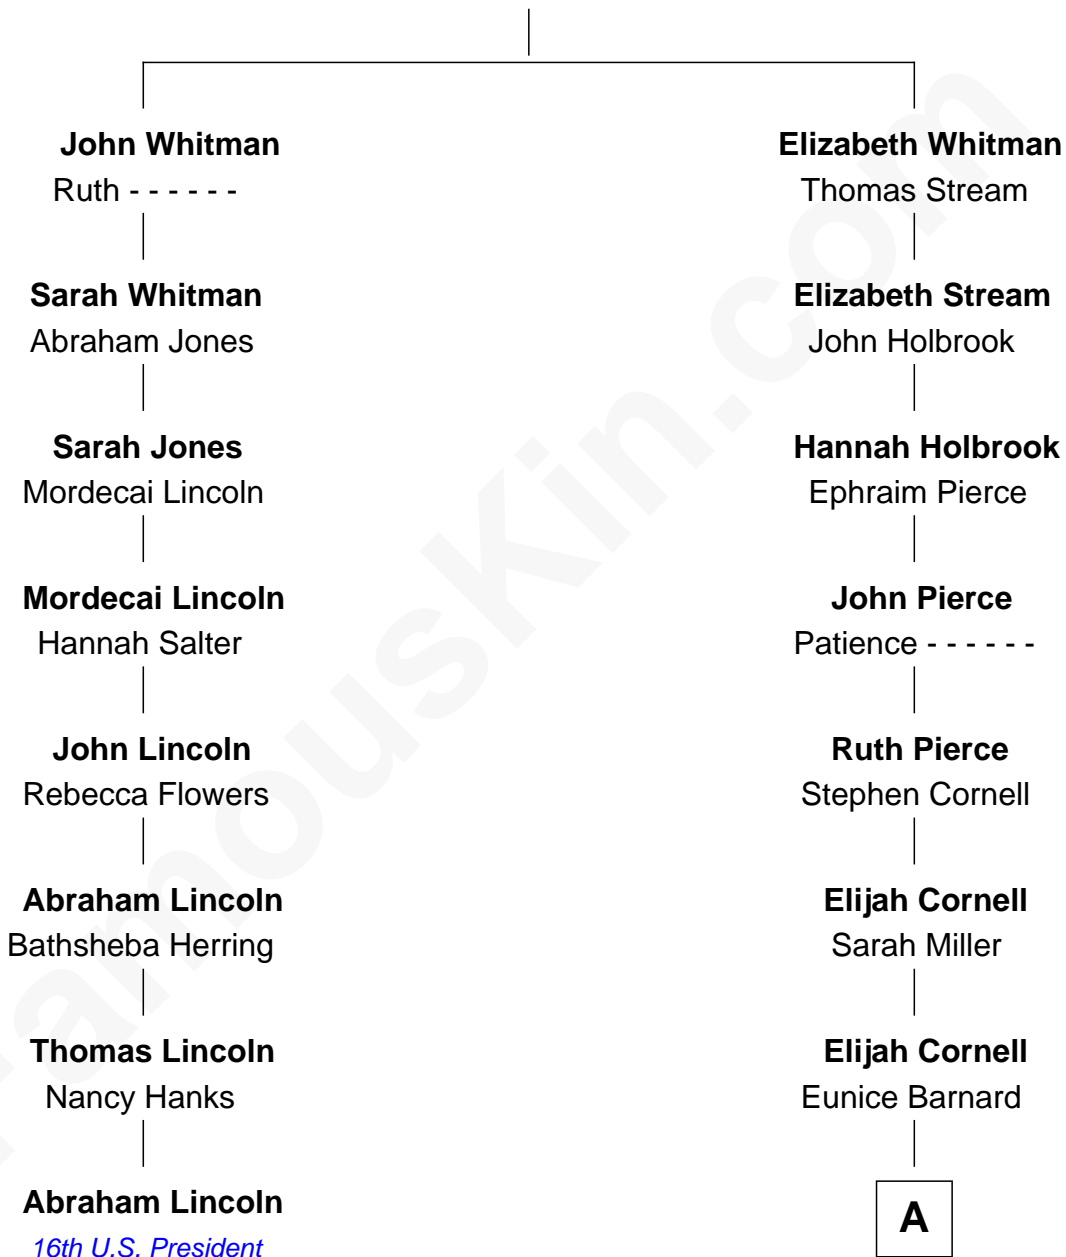 John Whitman
Ruth - - - - - -
Sarah Whitman
Abraham Jones
Sarah Jones
Mordecai Lincoln
Mordecai Lincoln
Hannah Salter
John Lincoln
Rebecca Flowers
Abraham Lincoln
Bathsheba Herring
Thomas Lincoln
Nancy Hanks
Abraham Lincoln
16th U.S. President
Elizabeth Whitman
Thomas Stream
Elizabeth Stream
John Holbrook
Hannah Holbrook
Ephraim Pierce
John Pierce
Patience - - - - - -
Ruth Pierce
Stephen Cornell
Elijah Cornell
Sarah Miller
Elijah Cornell
Eunice Barnard
A
FamousKin.com